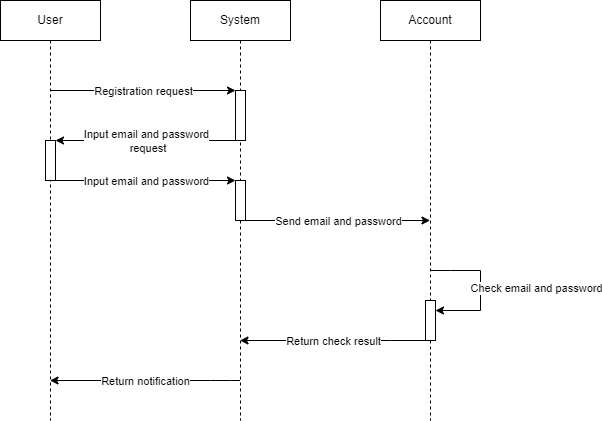 User
System
Account
Registration request
Input email and password
request
Input email and password
Send email and password
Check email and password
Return check result
Return notification